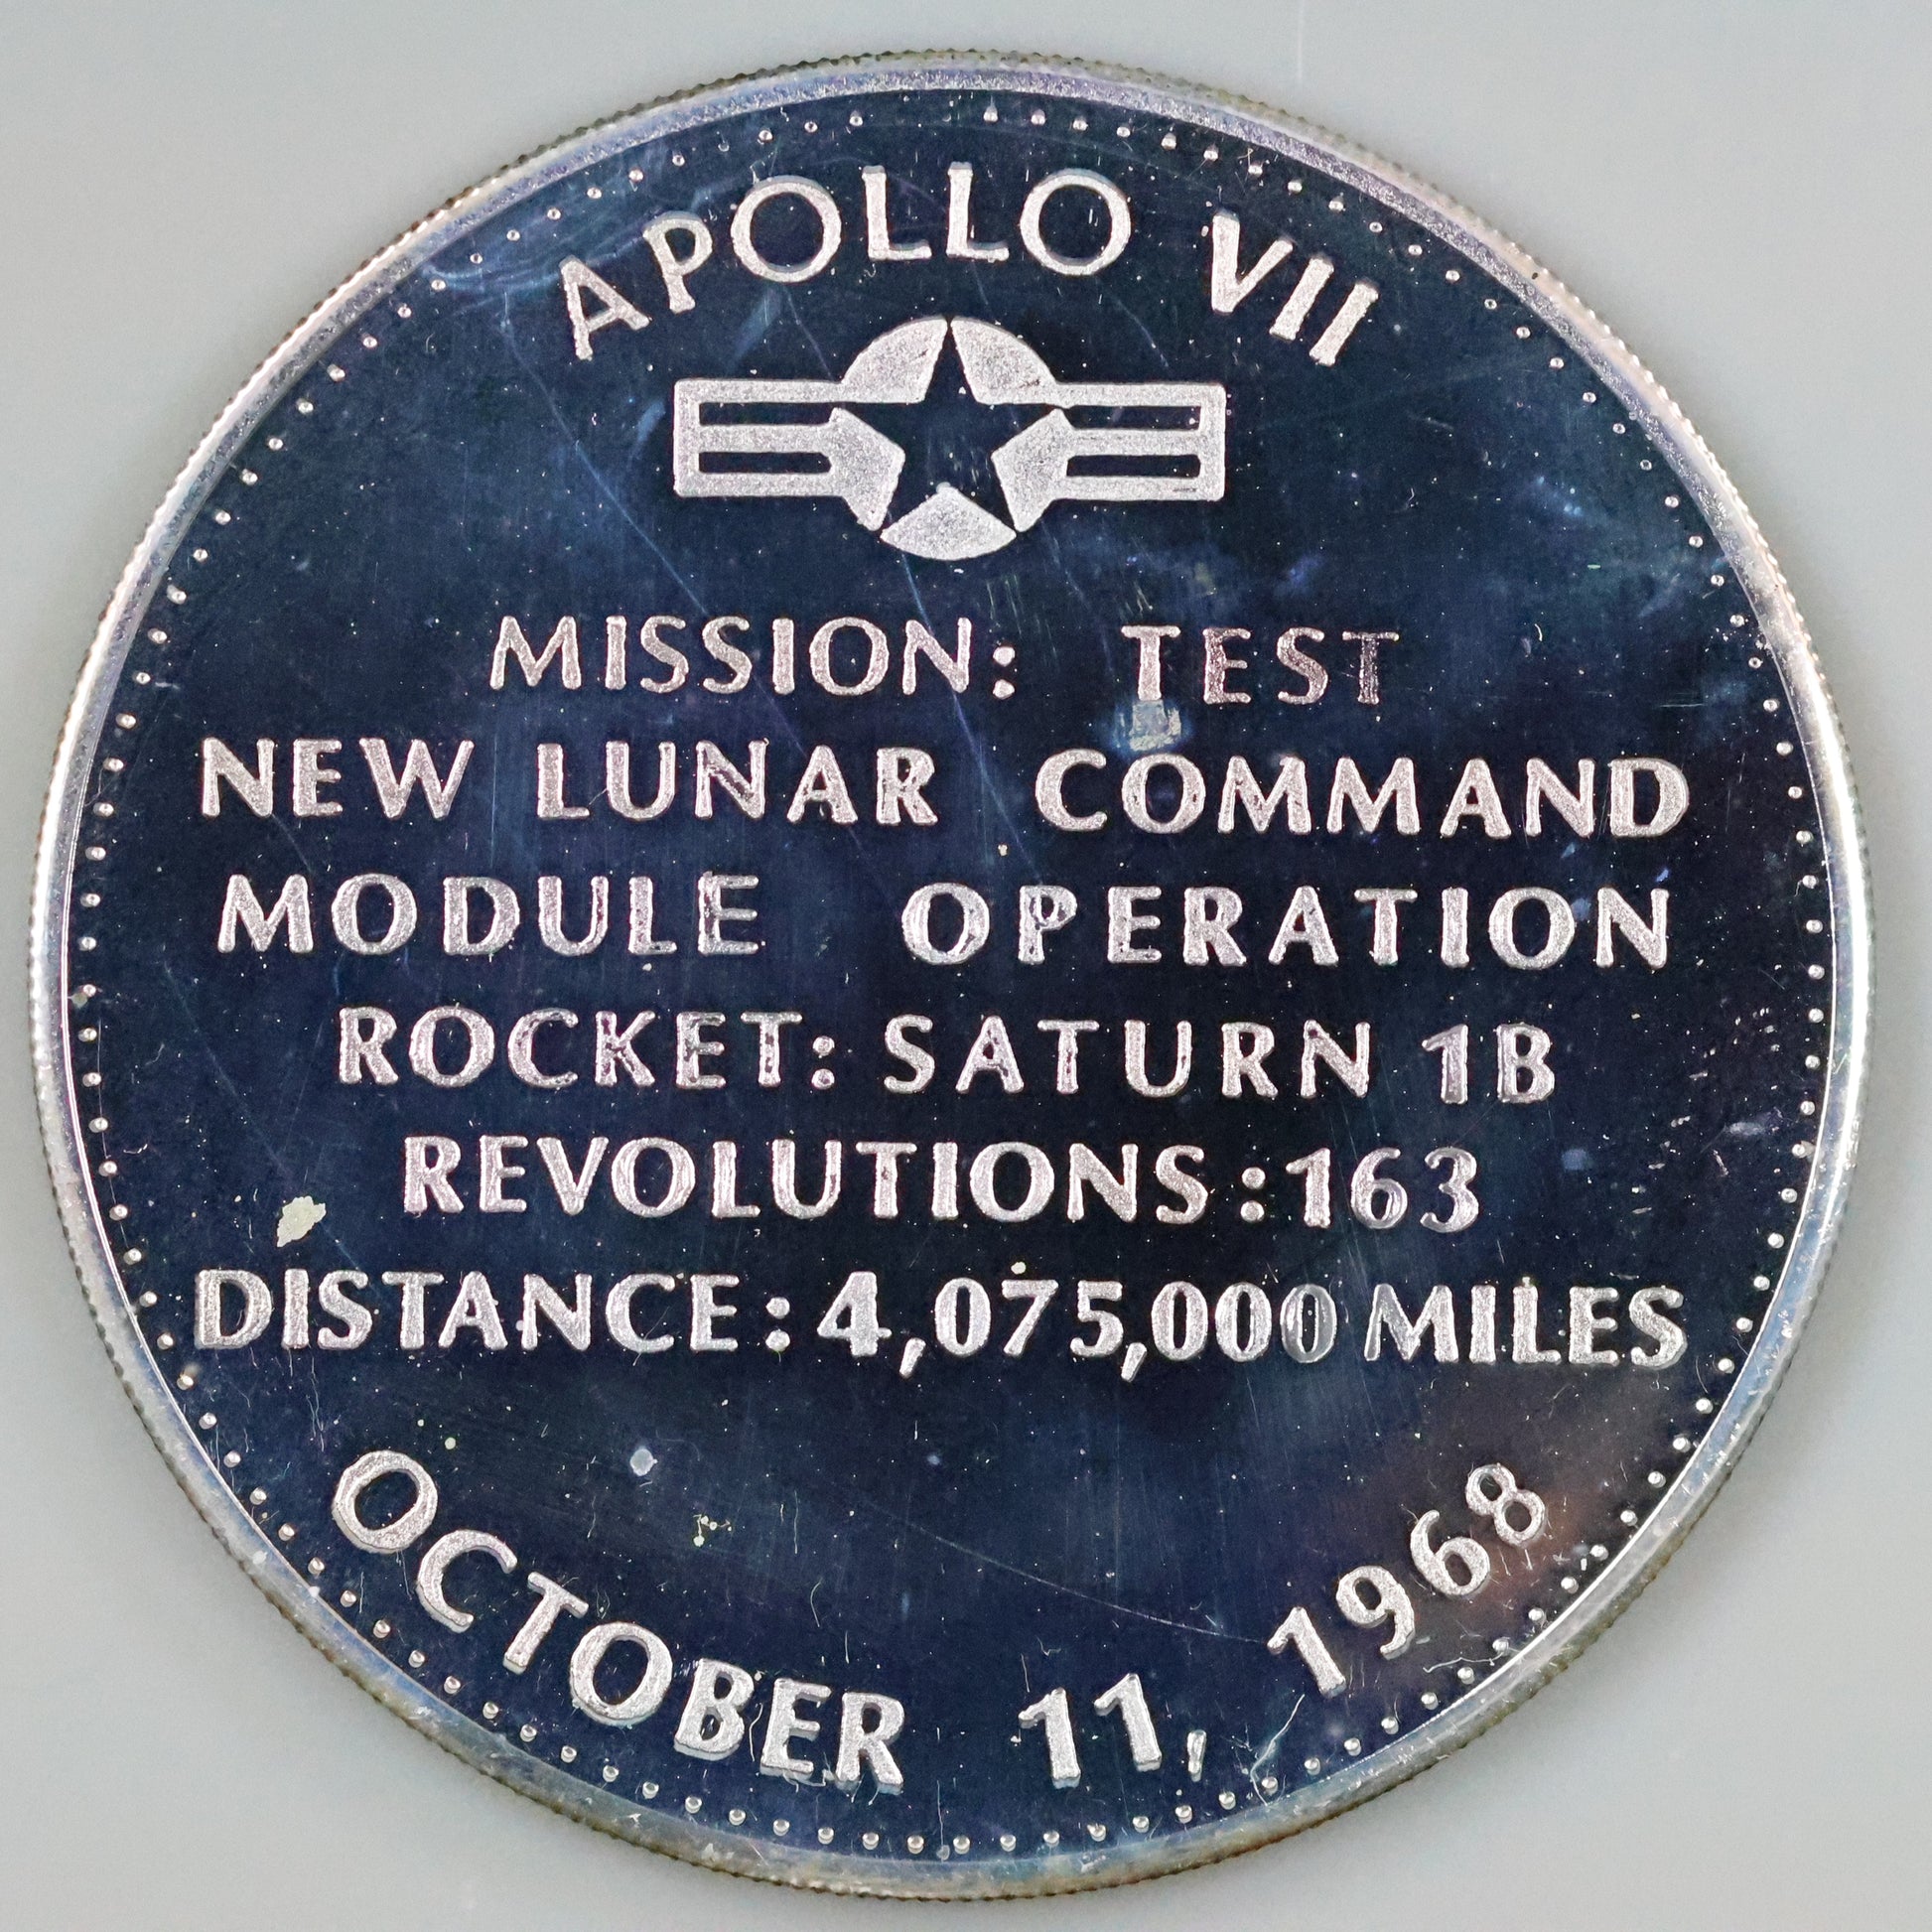 APOLLO VII
MISSION: TEST
NEW LUNAR COMMAND
MODULE OPERATION
ROCKET: SATURN 1B
REVOLUTIONS:163
DISTANCE: 4,075,000 MILES
OCTOBER 11, 1968